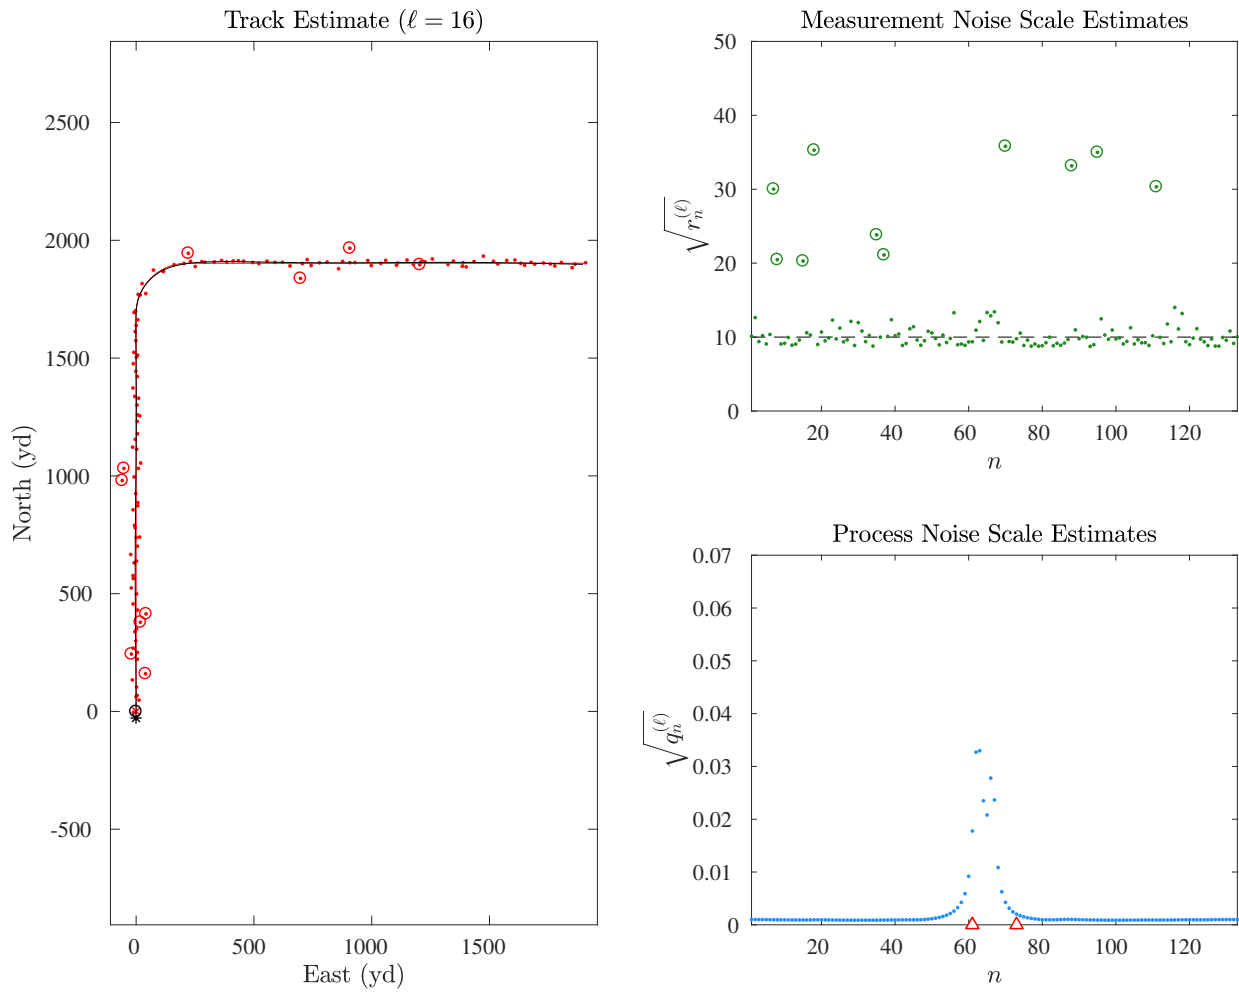 Track Estimate (ℓ = 16)
North (yd)
2500
2000
1500
1000
500
0
-500
0 500 1000 1500
East (yd)
Measurement Noise Scale Estimates
√r_n^(ℓ)
50
40
30
20
10
0
20 40 60 80 100 120
n
Process Noise Scale Estimates
√q_n^(ℓ)
0.07
0.06
0.05
0.04
0.03
0.02
0.01
0
20 40 60 80 100 120
n